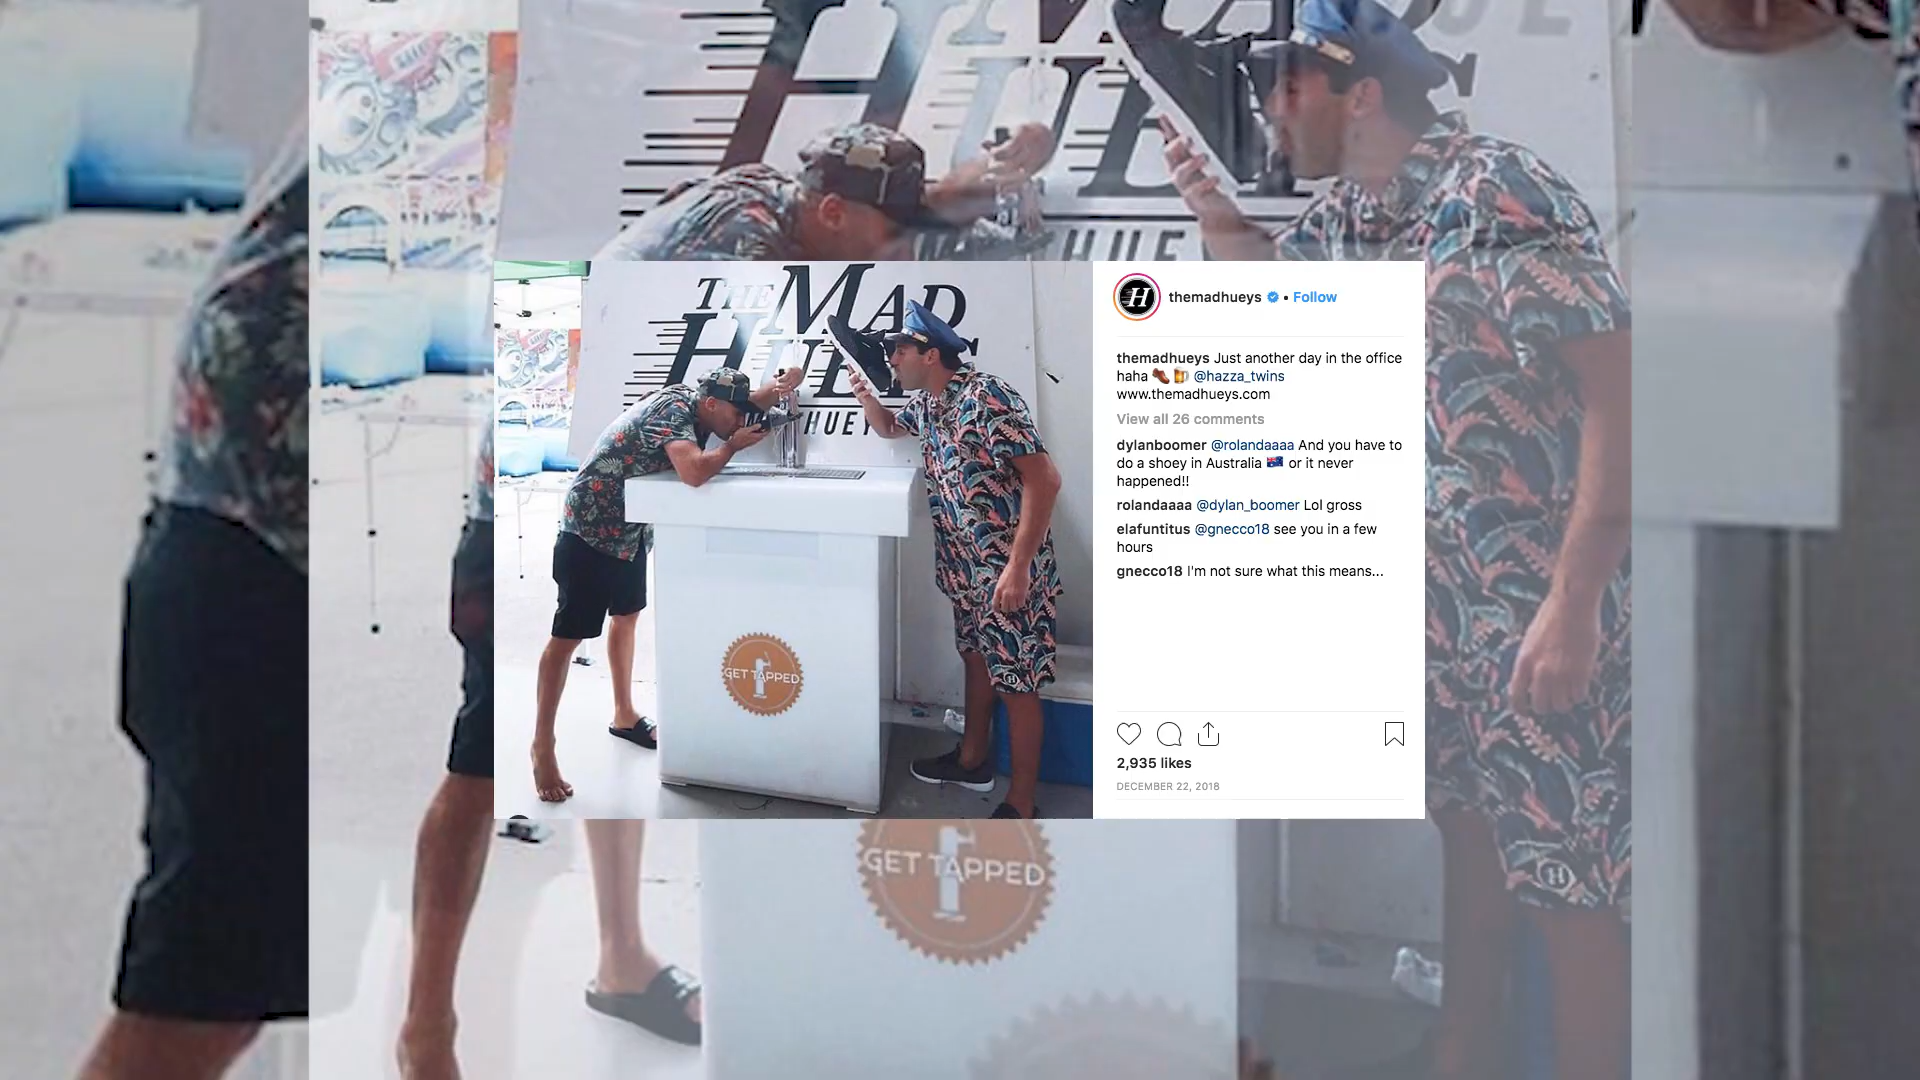 THE MAD
HUEYS
GET TAPPED
H
themadhueys • Follow
themadhueys Just another day in the office
haha @hazza_twins
www.themadhueys.com
View all 26 comments
dylanboomer @rolandaaaa And you have to
do a shoey in Australia or it never
happened!!
rolandaaaa @dylan_boomer Lol gross
elafuntitus @gnecco18 see you in a few
hours
gnecco18 I'm not sure what this means...
2,935 likes
DECEMBER 22, 2018
GET TAPPED
H